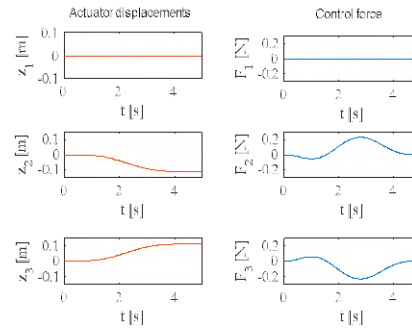 Actuator displacements
Control force
z1 [m]
0.1
0
-0.1
0 2 4
t [s]
F1 [N]
0.2
0
-0.2
0 2 4
t [s]
z2 [m]
0.1
0
-0.1
0 2 4
t [s]
F2 [N]
0.2
0
-0.2
0 2 4
t [s]
z3 [m]
0.1
0
-0.1
0 2 4
t [s]
F3 [N]
0.2
0
-0.2
0 2 4
t [s]